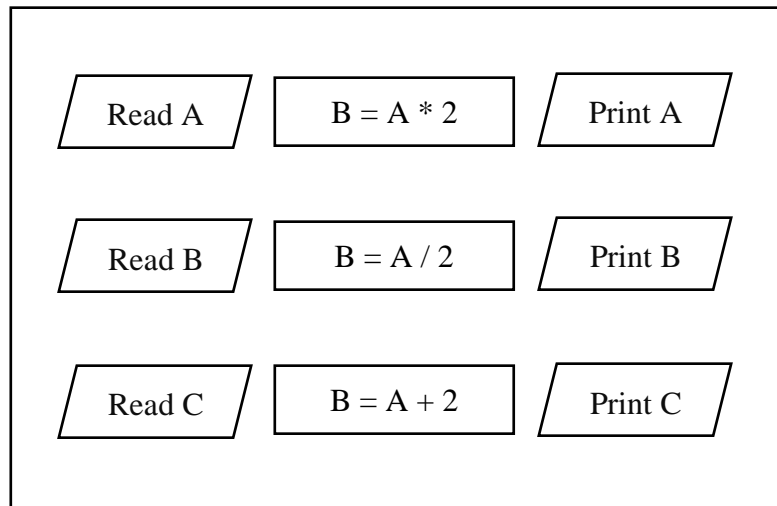 Read A B = A * 2 Print A
Read B B = A / 2 Print B
Read C B = A + 2 Print C